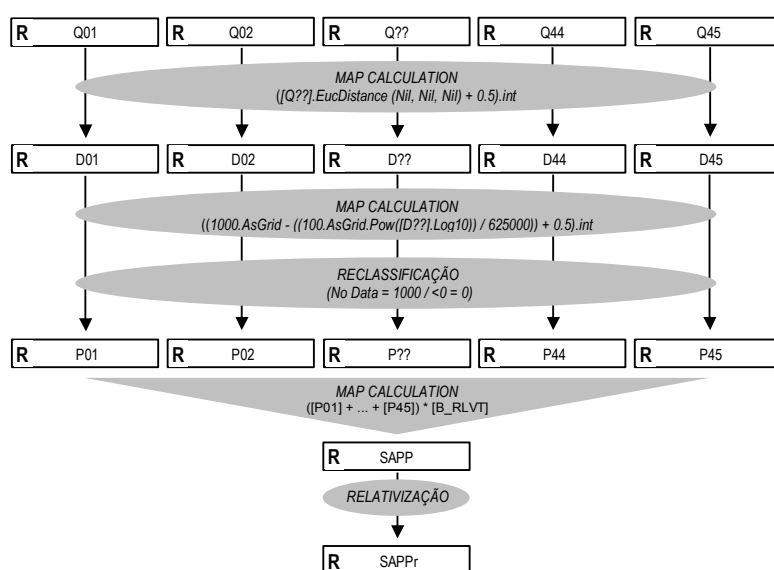 R Q01 R Q02 R Q?? R Q44 R Q45
MAP CALCULATION
([Q??].EucDistance (Nil, Nil, Nil) + 0.5).int
R D01 R D02 R D?? R D44 R D45
MAP CALCULATION
((1000.AsGrid - ((100.AsGrid.Pow([D??].Log10)) / 625000)) + 0.5).int
RECLASSIFICAÇÃO
(No Data = 1000 / <0 = 0)
R P01 R P02 R P?? R P44 R P45
MAP CALCULATION
([P01] + ... + [P45]) * [B_RLVT]
R SAPP
RELATIVIZAÇÃO
R SAPPr